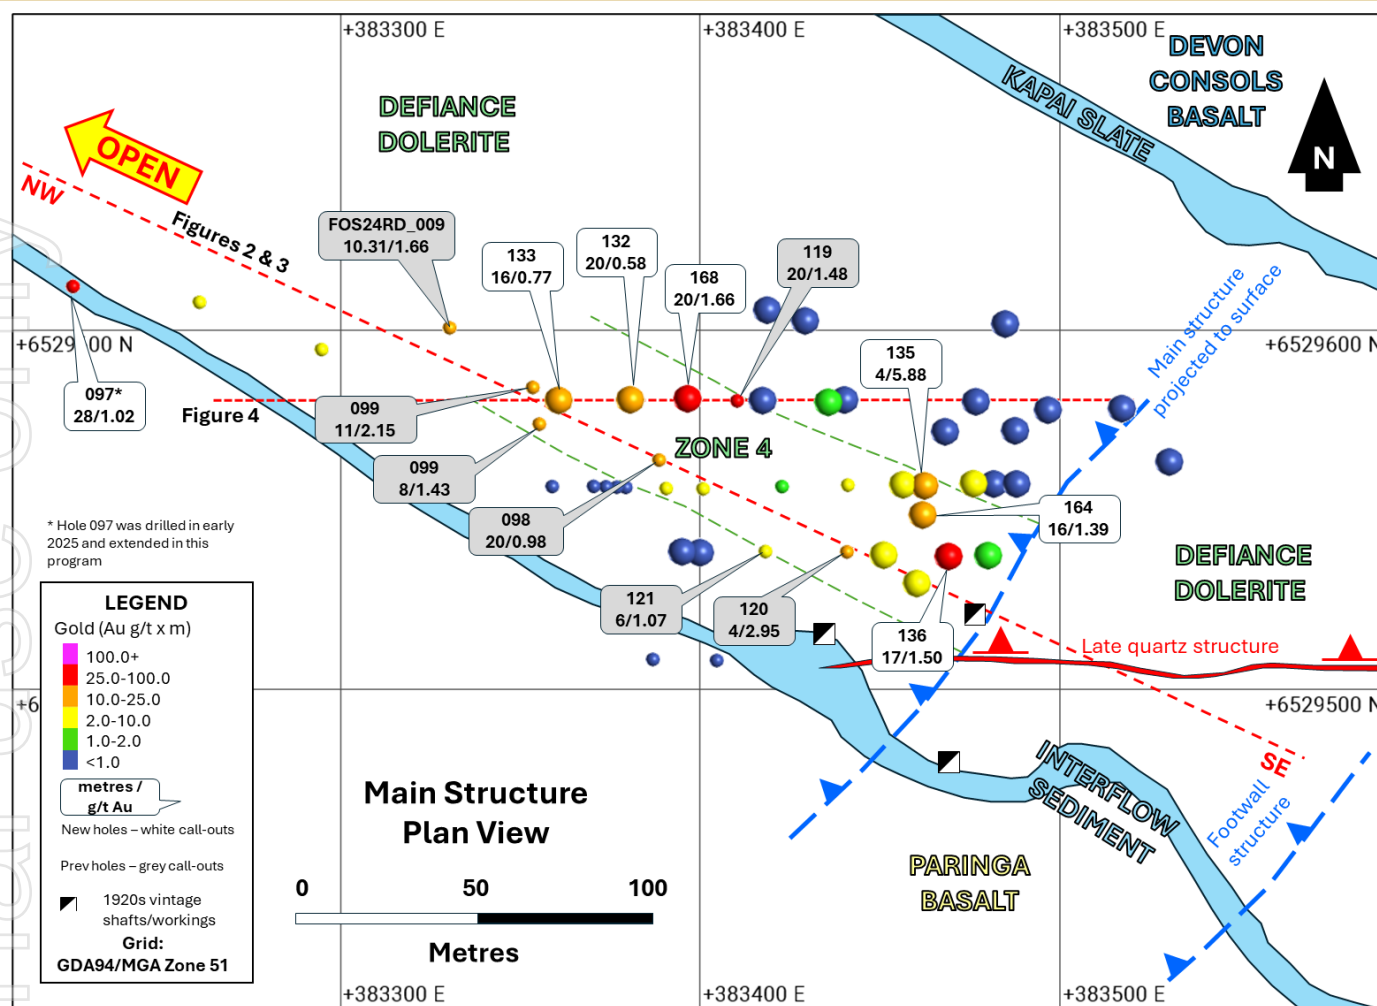 +383300 E
+383400 E
+383500 E
DEVON
CONSOLS
BASALT
KAPAI SLATE
DEFIANCE
DOLERITE
N
OPEN
NW
Figures 2 & 3
FOS24RD_009
10.31/1.66
133
16/0.77
132
20/0.58
168
20/1.66
119
20/1.48
Main structure
projected to surface
+6529600 N
135
4/5.88
+6529600 N
097*
28/1.02
Figure 4
099
11/2.15
ZONE 4
099
8/1.43
098
20/0.98
164
16/1.39
* Hole 097 was drilled in early
2025 and extended in this
program
DEFIANCE
DOLERITE
121
6/1.07
120
4/2.95
136
17/1.50
Late quartz structure
+6
+6529500 N
LEGEND
Gold (Au g/t x m)
100.0+
25.0-100.0
10.0-25.0
2.0-10.0
1.0-2.0
<1.0
metres /
g/t Au
New holes – white call-outs
Prev holes – grey call-outs
1920s vintage
shafts/workings
Grid:
GDA94/MGA Zone 51
Main Structure
Plan View
0 50 100
Metres
SE
INTERFLOW
SEDIMENT
Footwall
structure
PARINGA
BASALT
+383300 E
+383400 E
+383500 E